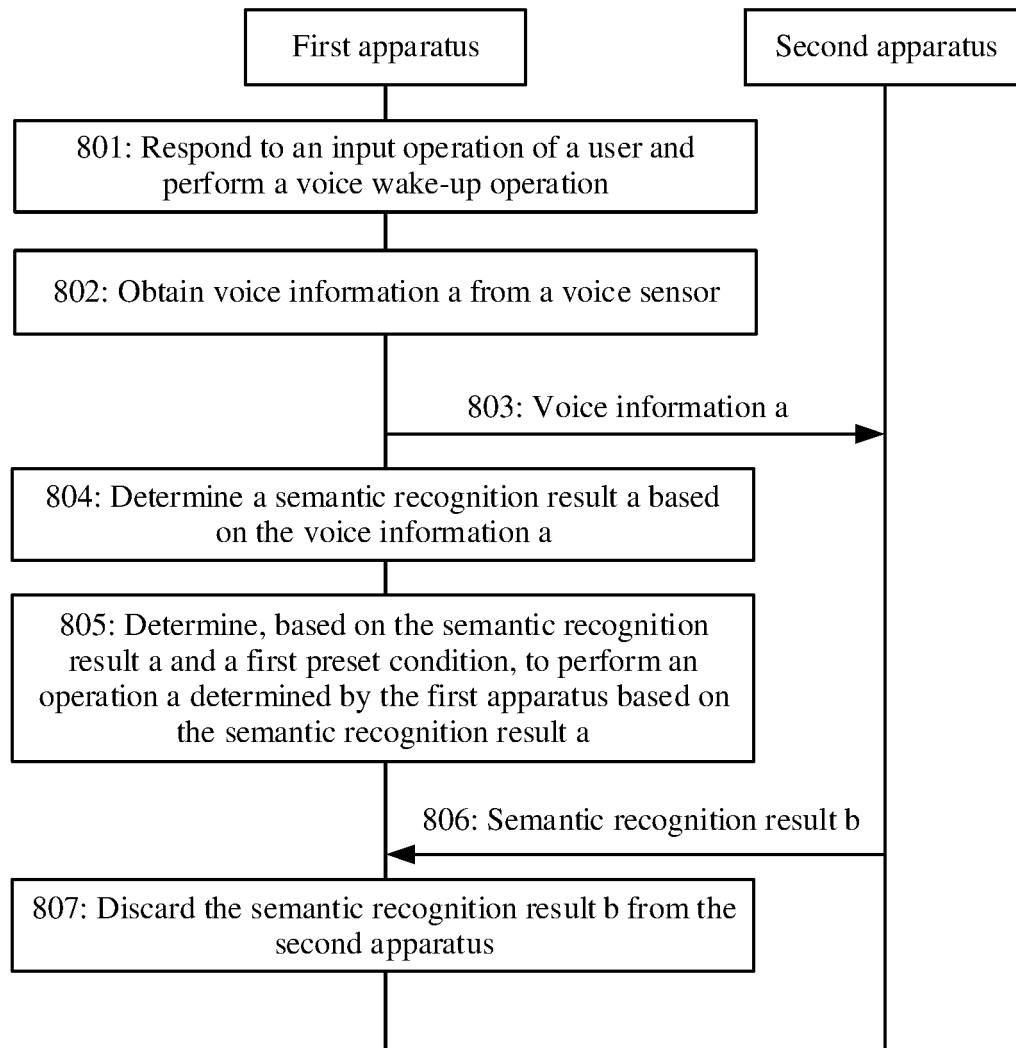 First apparatus
Second apparatus
801: Respond to an input operation of a user and
perform a voice wake-up operation
802: Obtain voice information a from a voice sensor
803: Voice information a
804: Determine a semantic recognition result a based
on the voice information a
805: Determine, based on the semantic recognition
result a and a first preset condition, to perform an
operation a determined by the first apparatus based on
the semantic recognition result a
806: Semantic recognition result b
807: Discard the semantic recognition result b from the
second apparatus